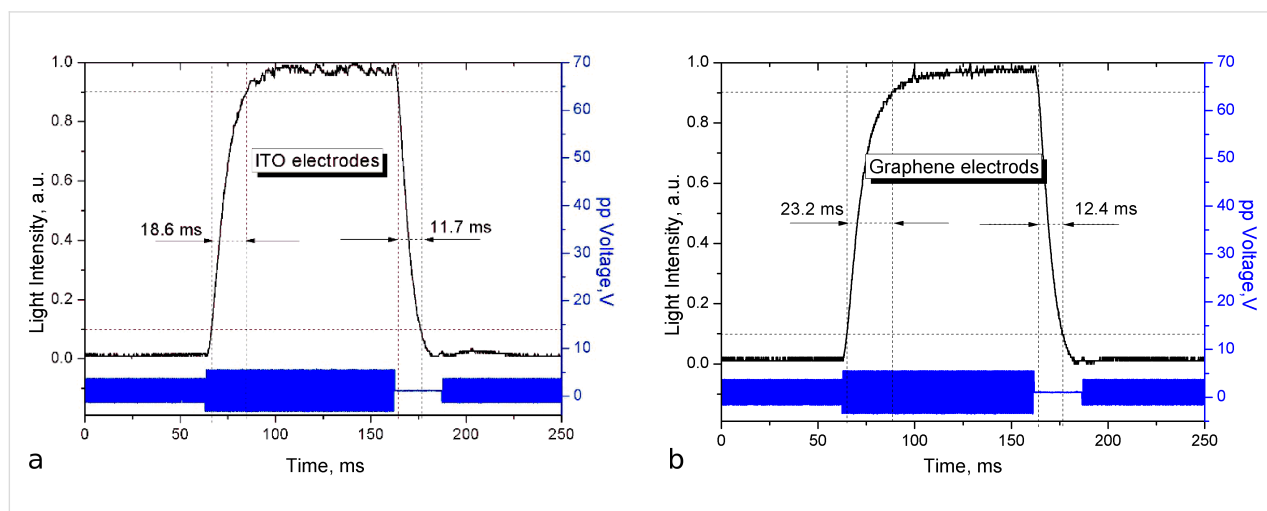 1.0
0.8
0.6
0.4
0.2
0.0
Light Intensity, a.u.
ITO electrodes
18.6 ms
11.7 ms
70
60
50
40
30
20
10
0
pp Voltage,V
0
50
100
150
200
250
Time, ms
a
1.0
0.8
0.6
0.4
0.2
0.0
Light Intensity, a.u.
Graphene electrods
23.2 ms
12.4 ms
70
60
50
40
30
20
10
0
pp Voltage,V
0
50
100
150
200
250
Time, ms
b